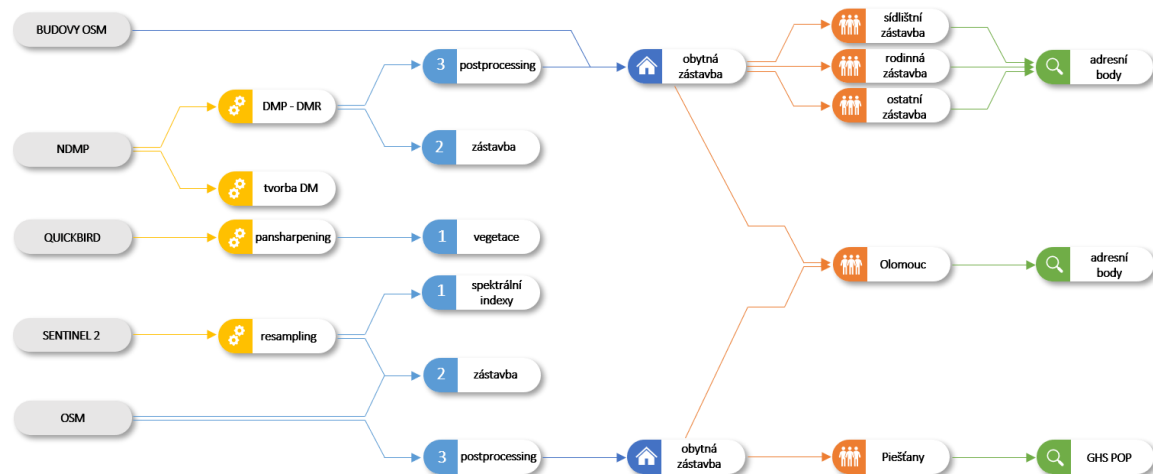 BUDOVY OSM
3 postprocessing
obytná
zástavba
sídlištní
zástavba
rodinná
zástavba
ostatní
zástavba
adresní
body
NDMP
DMP - DMR
2 zástavba
tvorba DM
QUICKBIRD
pansharpening
1 vegetace
Olomouc
adresní
body
SENTINEL 2
resampling
1 spektrální
indexy
2 zástavba
OSM
3 postprocessing
obytná
zástavba
Piešťany
GHS POP